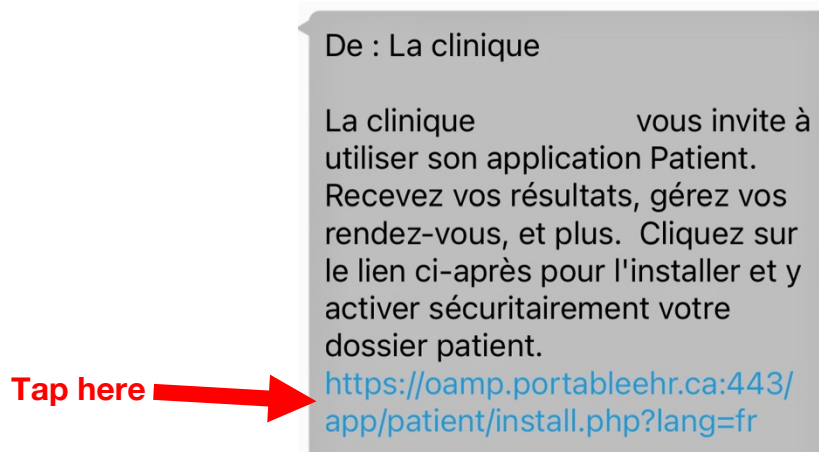 De : La clinique
La clinique vous invite à
utiliser son application Patient.
Recevez vos résultats, gérez vos
rendez-vous, et plus.  Cliquez sur
le lien ci-après pour l'installer et y
activer sécuritairement votre
dossier patient.
Tap here
https://oamp.portableehr.ca:443/
app/patient/install.php?lang=fr